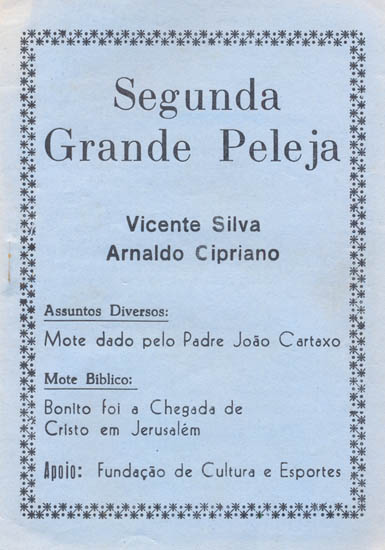 Segunda
Grande Peleja
Vicente Silva
Arnaldo Cipriano
Assuntos Diversos:
Mote dado pelo Padre João Cartaxo
Mote Bíblico:
Bonito foi a Chegada de
Cristo em Jerusalém
Apoio: Fundação de Cultura e Esportes